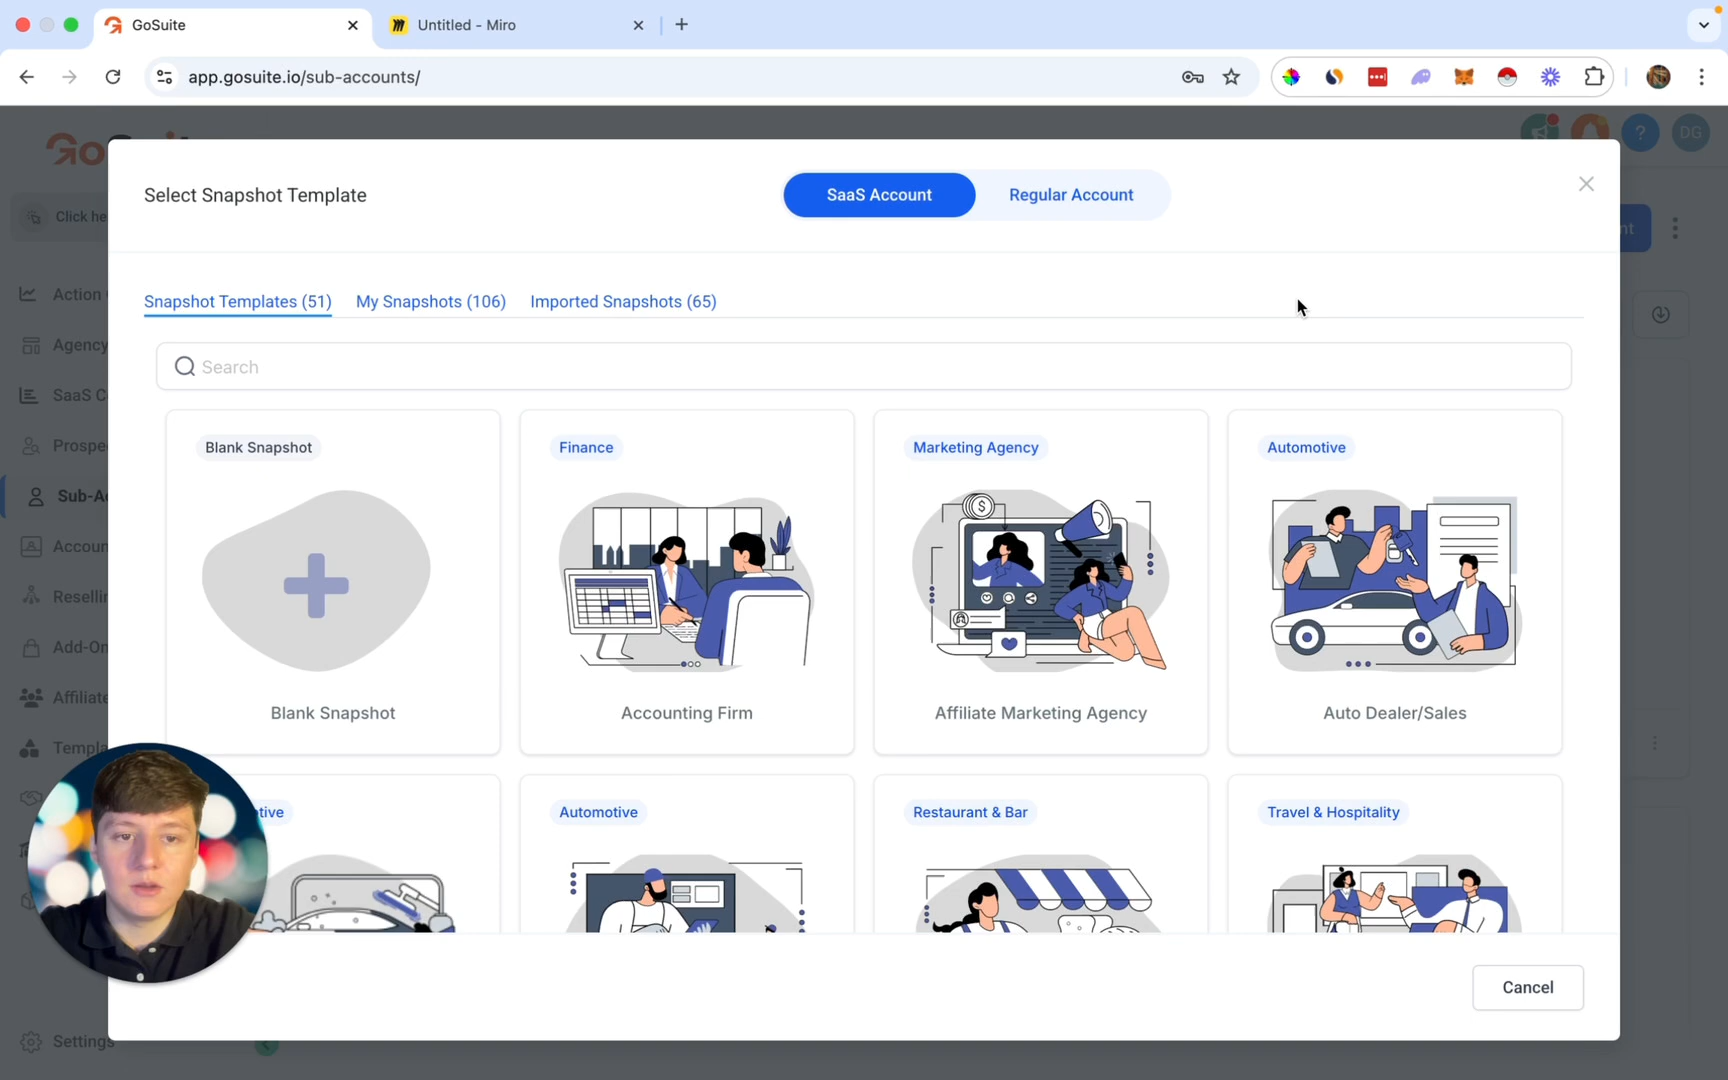 GoSuite
Untitled - Miro
app.gosuite.io/sub-accounts/
?
DG
Select Snapshot Template
SaaS Account
Regular Account
Click he
nt
Action
Snapshot Templates (51)
My Snapshots (106)
Imported Snapshots (65)
Agency
Search
SaaS C
Prospe
Blank Snapshot
Finance
Marketing Agency
Automotive
Sub-Ac
Accoun
Resellin
Add-On
Affiliate
Blank Snapshot
Accounting Firm
Affiliate Marketing Agency
Auto Dealer/Sales
Templa
tive
Automotive
Restaurant & Bar
Travel & Hospitality
Cancel
Settings